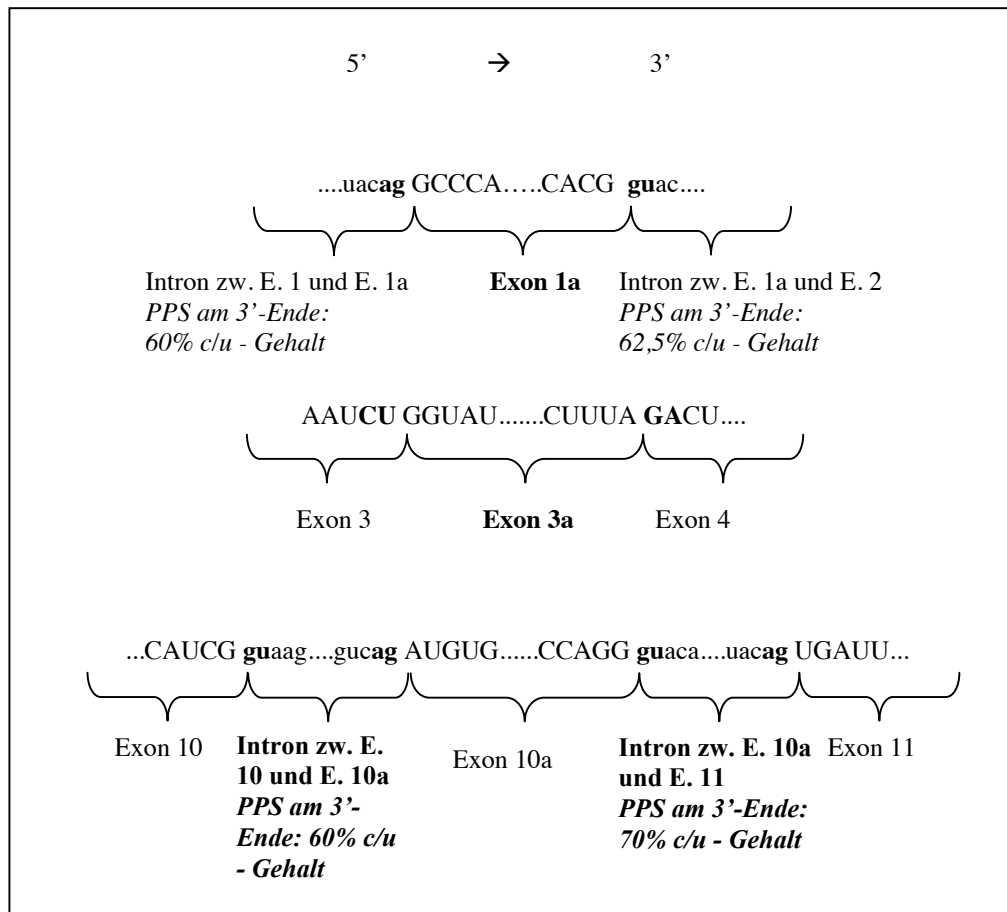 5’ → 3’
....uacag GCCCA…..CACG guac....
Intron zw. E. 1 und E. 1a
PPS am 3’-Ende:
60% c/u - Gehalt
Exon 1a
Intron zw. E. 1a und E. 2
PPS am 3’-Ende:
62,5% c/u - Gehalt
AAUCU GGUAU.......CUUUA GACU....
Exon 3 Exon 3a Exon 4
...CAUCG guaag....gucag AUGUG......CCAGG guaca....uacag UGAUU...
Exon 10
Intron zw. E.
10 und E. 10a
PPS am 3’-
Ende: 60% c/u
- Gehalt
Exon 10a
Intron zw. E. 10a
und E. 11
PPS am 3’-Ende:
70% c/u - Gehalt
Exon 11